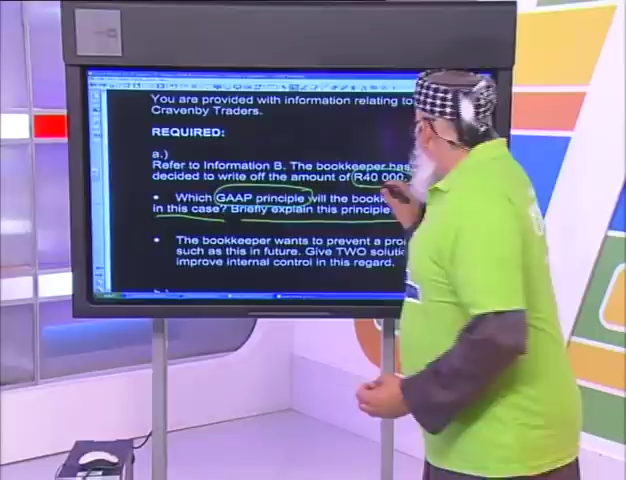 You are provided with information relating to
Cravenby Traders.
REQUIRED:
a.)
Refer to Information B. The bookkeeper has
decided to write off the amount of R40 000.
• Which GAAP principle will the
in this case? Briefly explain this principle
• The bookkeeper wants to prevent a
such as this in future. Give TWO
improve internal control in this regard.